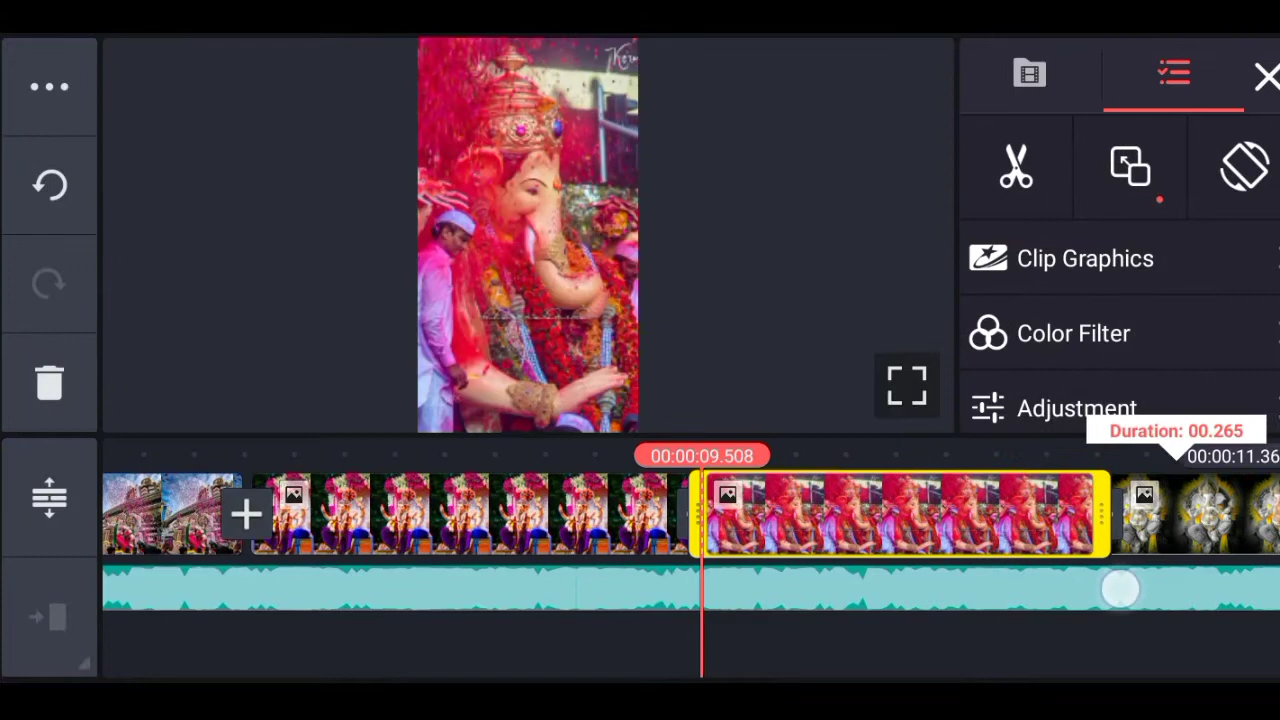 Clip Graphics
Color Filter
Adjustment
Duration: 00.265
00:00:09.508
00:00:11.36